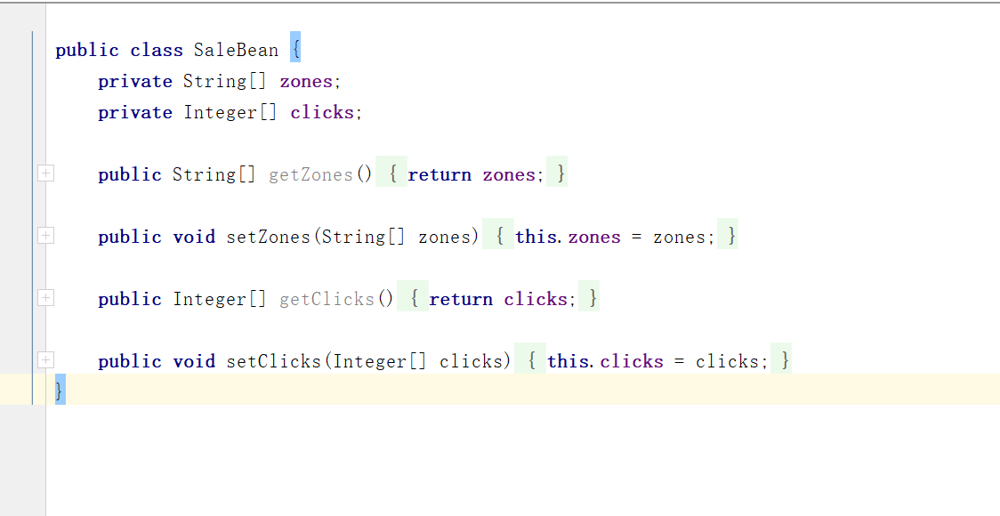 public class SaleBean {
private String[] zones;
private Integer[] clicks;
public String[] getZones() { return zones; }
public void setZones(String[] zones) { this.zones = zones; }
public Integer[] getClicks() { return clicks; }
public void setClicks(Integer[] clicks) { this.clicks = clicks; }
}